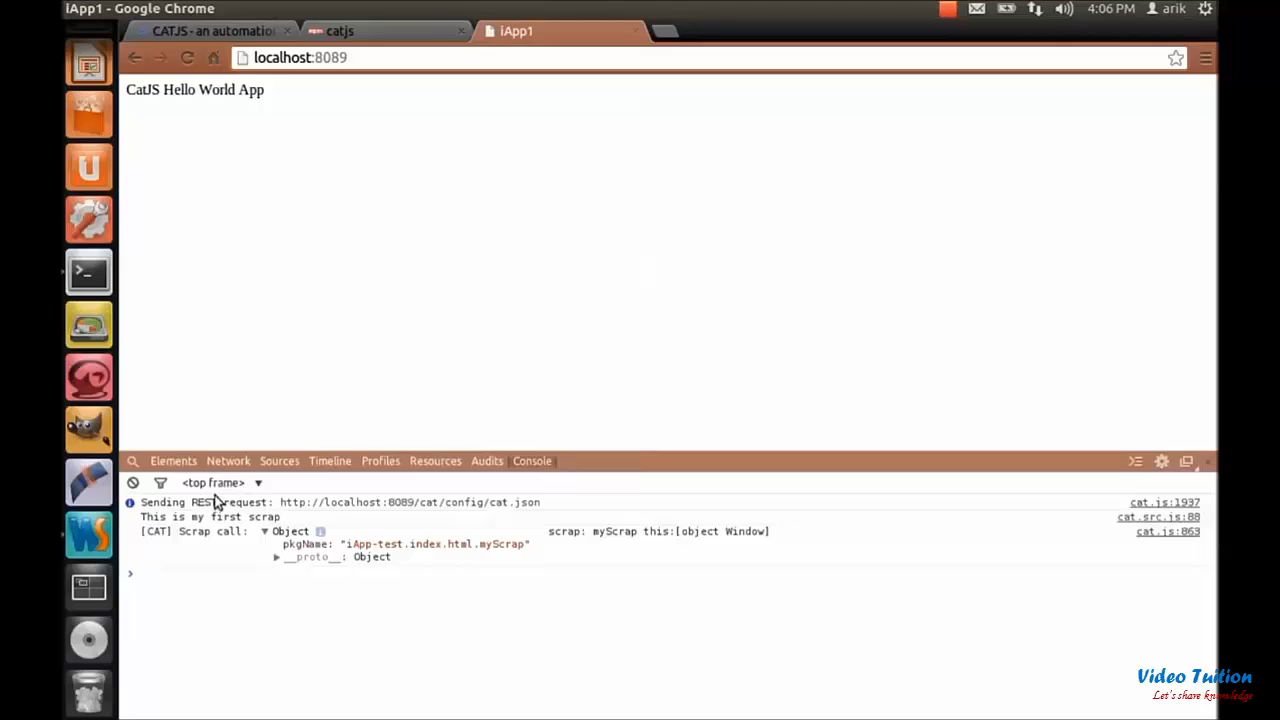 iApp1 - Google Chrome
4:06 PM arik
CATJS - an automation
catjs
iApp1
localhost:8089
CatJS Hello World App
Elements Network Sources Timeline Profiles Resources Audits Console
<top frame>
Sending REST request: http://localhost:8089/cat/config/cat.json cat.js:1937
This is my first scrap cat.src.js:88
[CAT] Scrap call: Object scrap: myScrap this:[object Window] cat.js:863
pkgName: "iApp-test.index.html.myScrap"
__proto__: Object
Video Tuition
Let's share knowledge